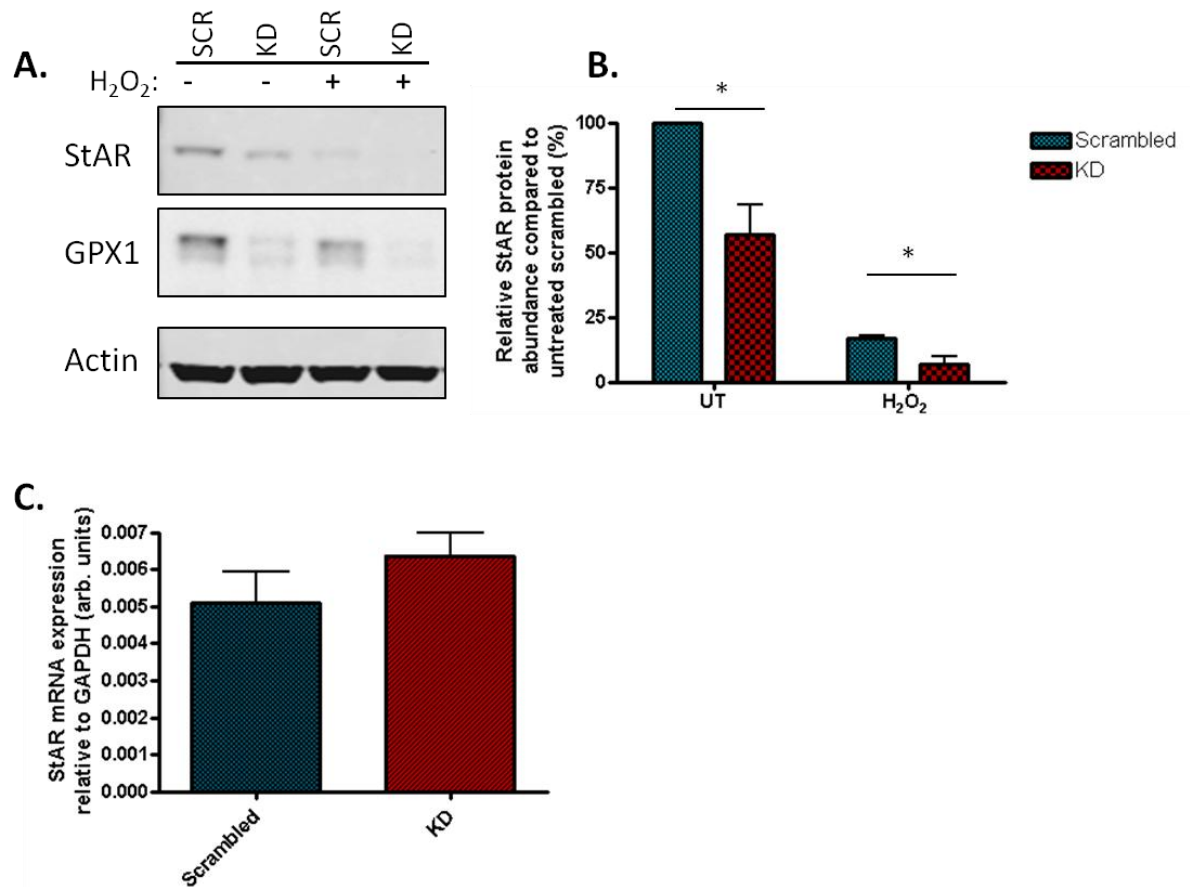 SCR KD SCR KD
A.
H₂O₂: - - + +
StAR
GPX1
Actin
B.
Relative StAR protein
abundance compared to
untreated scrambled (%)
100
75
50
25
0
*
*
UT H₂O₂
Scrambled
KD
C.
StAR mRNA expression
relative to GAPDH (arb. units)
0.007
0.006
0.005
0.004
0.003
0.002
0.001
0.000
Scrambled KD